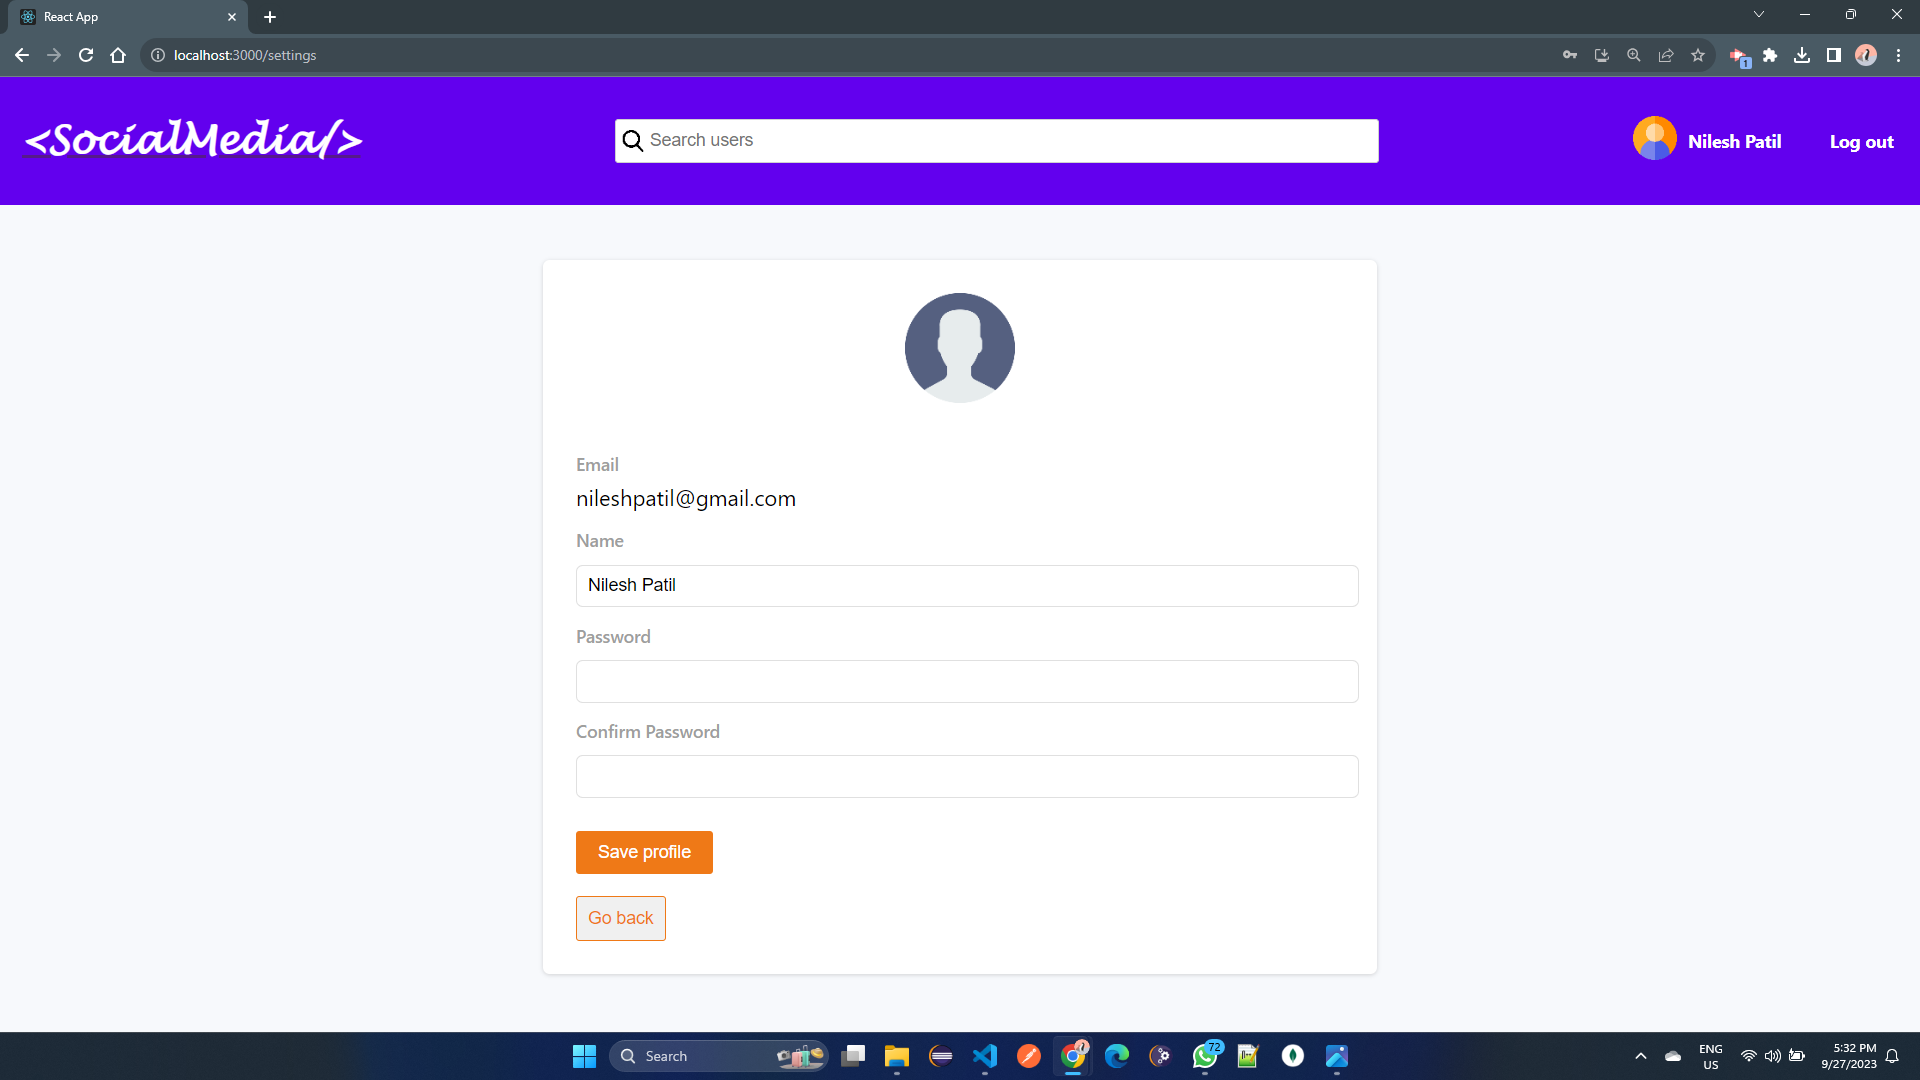 React App
localhost:3000/settings
1
<SocialMedia/>
Search users
Nilesh Patil
Log out
Email
nileshpatil@gmail.com
Name
Nilesh Patil
Password
Confirm Password
Save profile
Go back
Search
72
ENG
US
5:32 PM
9/27/2023